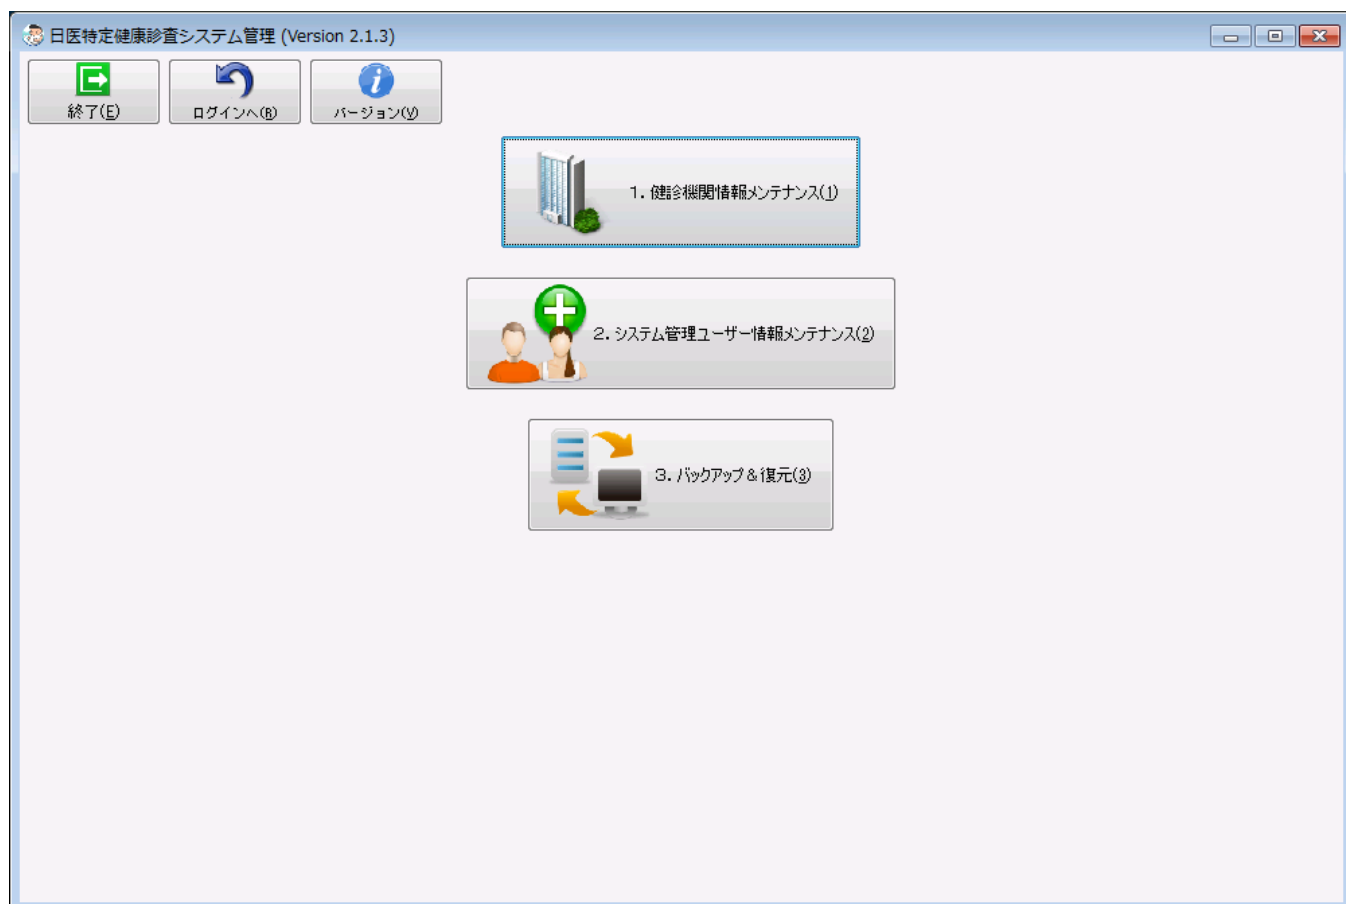 日医特定健康診査システム管理 (Version 2.1.3)
終了(E)
ログインへ(R)
バージョン(V)
1. 健診機関情報メンテナンス(1)
2. システム管理ユーザー情報メンテナンス(2)
3. バックアップ＆復元(3)